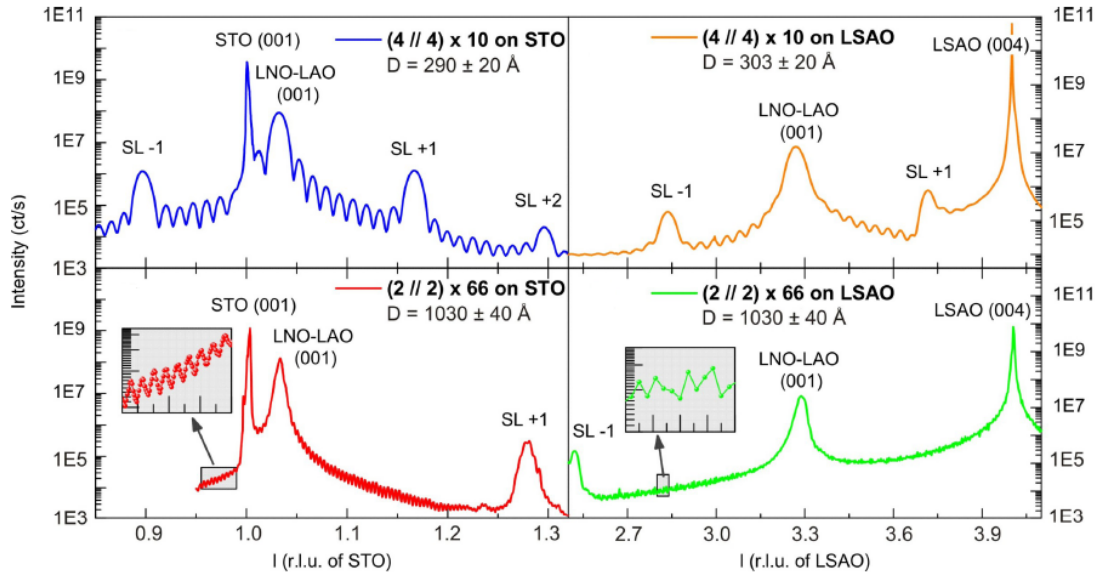 1E11
1E9
1E7
1E5
1E3
STO (001)
LNO-LAO
(001)
SL -1
SL +1
SL +2
(4 // 4) x 10 on STO
D = 290 ± 20 Å
(4 // 4) x 10 on LSAO
D = 303 ± 20 Å
LSAO (004)
LNO-LAO
(001)
SL -1
SL +1
1E11
1E9
1E7
1E5
Intensity (ct/s)
1E9
1E7
1E5
1E3
STO (001)
LNO-LAO
(001)
SL +1
(2 // 2) x 66 on STO
D = 1030 ± 40 Å
(2 // 2) x 66 on LSAO
D = 1030 ± 40 Å
LSAO (004)
LNO-LAO
(001)
SL -1
1E11
1E9
1E7
1E5
1E3
0.9 1.0 1.1 1.2 1.3
2.7 3.0 3.3 3.6 3.9
l (r.l.u. of STO)
l (r.l.u. of LSAO)